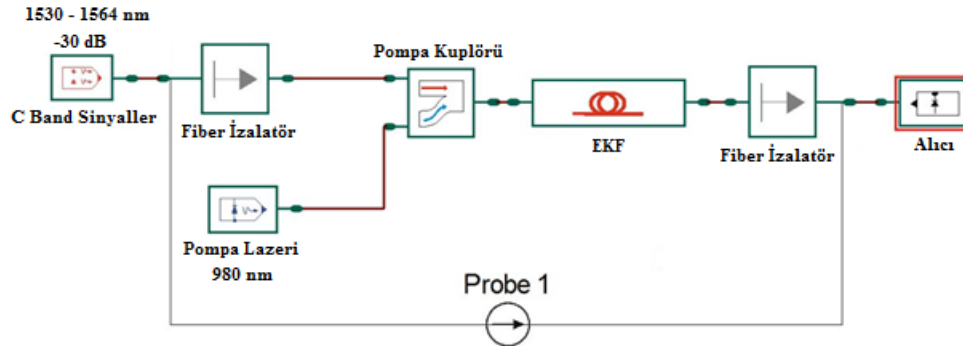 1530 - 1564 nm
-30 dB
C Band Sinyaller
Fiber İzalatör
Pompa Kuplörü
EKF
Fiber İzalatör
Alıcı
Pompa Lazeri
980 nm
Probe 1